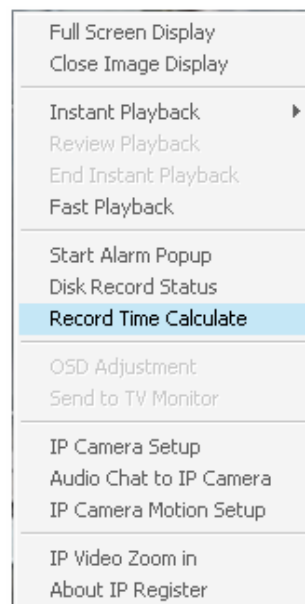 Full Screen Display
Close Image Display
Instant Playback
Review Playback
End Instant Playback
Fast Playback
Start Alarm Popup
Disk Record Status
Record Time Calculate
OSD Adjustment
Send to TV Monitor
IP Camera Setup
Audio Chat to IP Camera
IP Camera Motion Setup
IP Video Zoom in
About IP Register